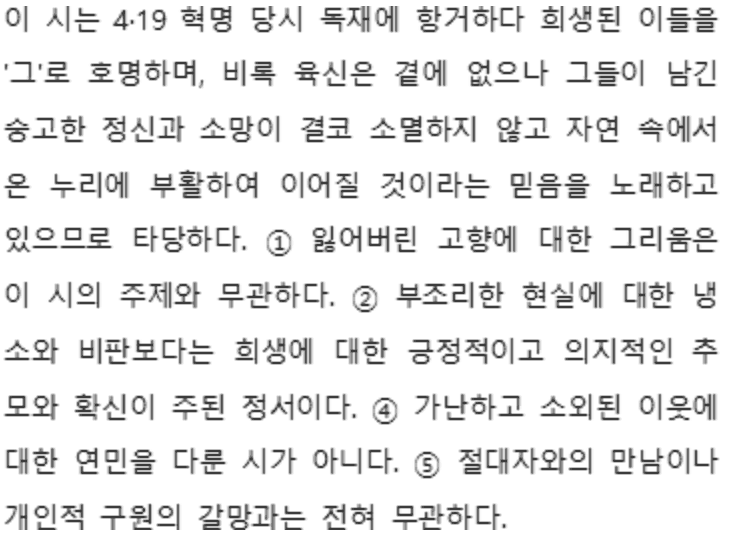 이 시는 4·19 혁명 당시 독재에 항거하다 희생된 이들을
'그'로 호명하며, 비록 육신은 곁에 없으나 그들이 남긴
숭고한 정신과 소망이 결코 소멸하지 않고 자연 속에서
온 누리에 부활하여 이어질 것이라는 믿음을 노래하고
있으므로 타당하다. ① 잃어버린 고향에 대한 그리움은
이 시의 주제와 무관하다. ② 부조리한 현실에 대한 냉
소와 비판보다는 희생에 대한 긍정적이고 의지적인 추
모와 확신이 주된 정서이다. ④ 가난하고 소외된 이웃에
대한 연민을 다룬 시가 아니다. ⑤ 절대자와의 만남이나
개인적 구원의 갈망과는 전혀 무관하다.